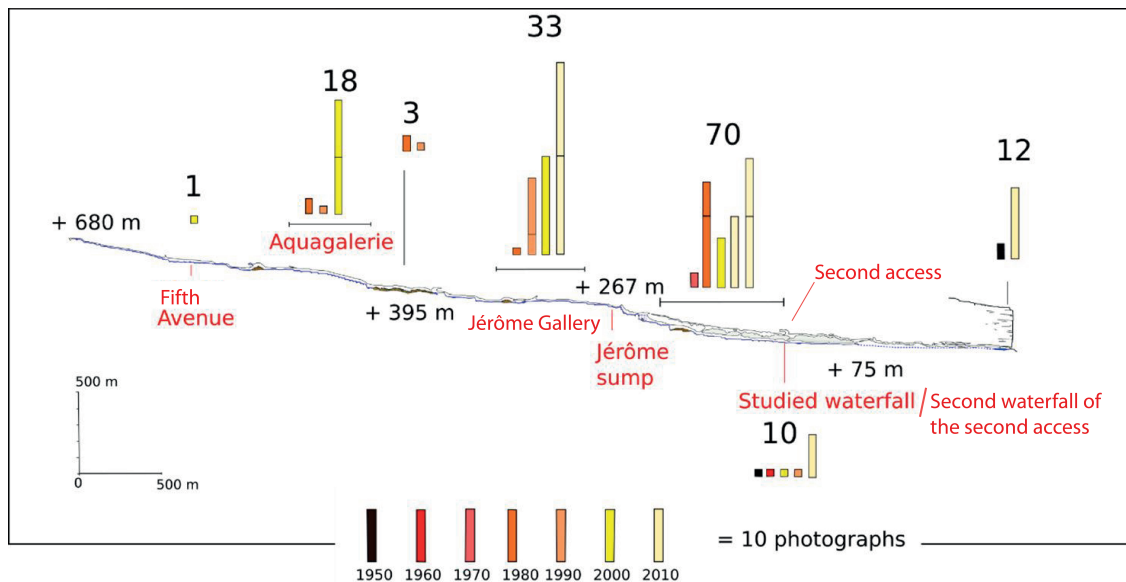 33
18
3
70
12
1
+ 680 m
Aquagalerie
Second access
+ 267 m
Fifth
Avenue
+ 395 m
Jérôme Gallery
Jérôme
sump
+ 75 m
Studied waterfall / Second waterfall of
the second access
500 m
10
0 500 m
= 10 photographs
1950 1960 1970 1980 1990 2000 2010